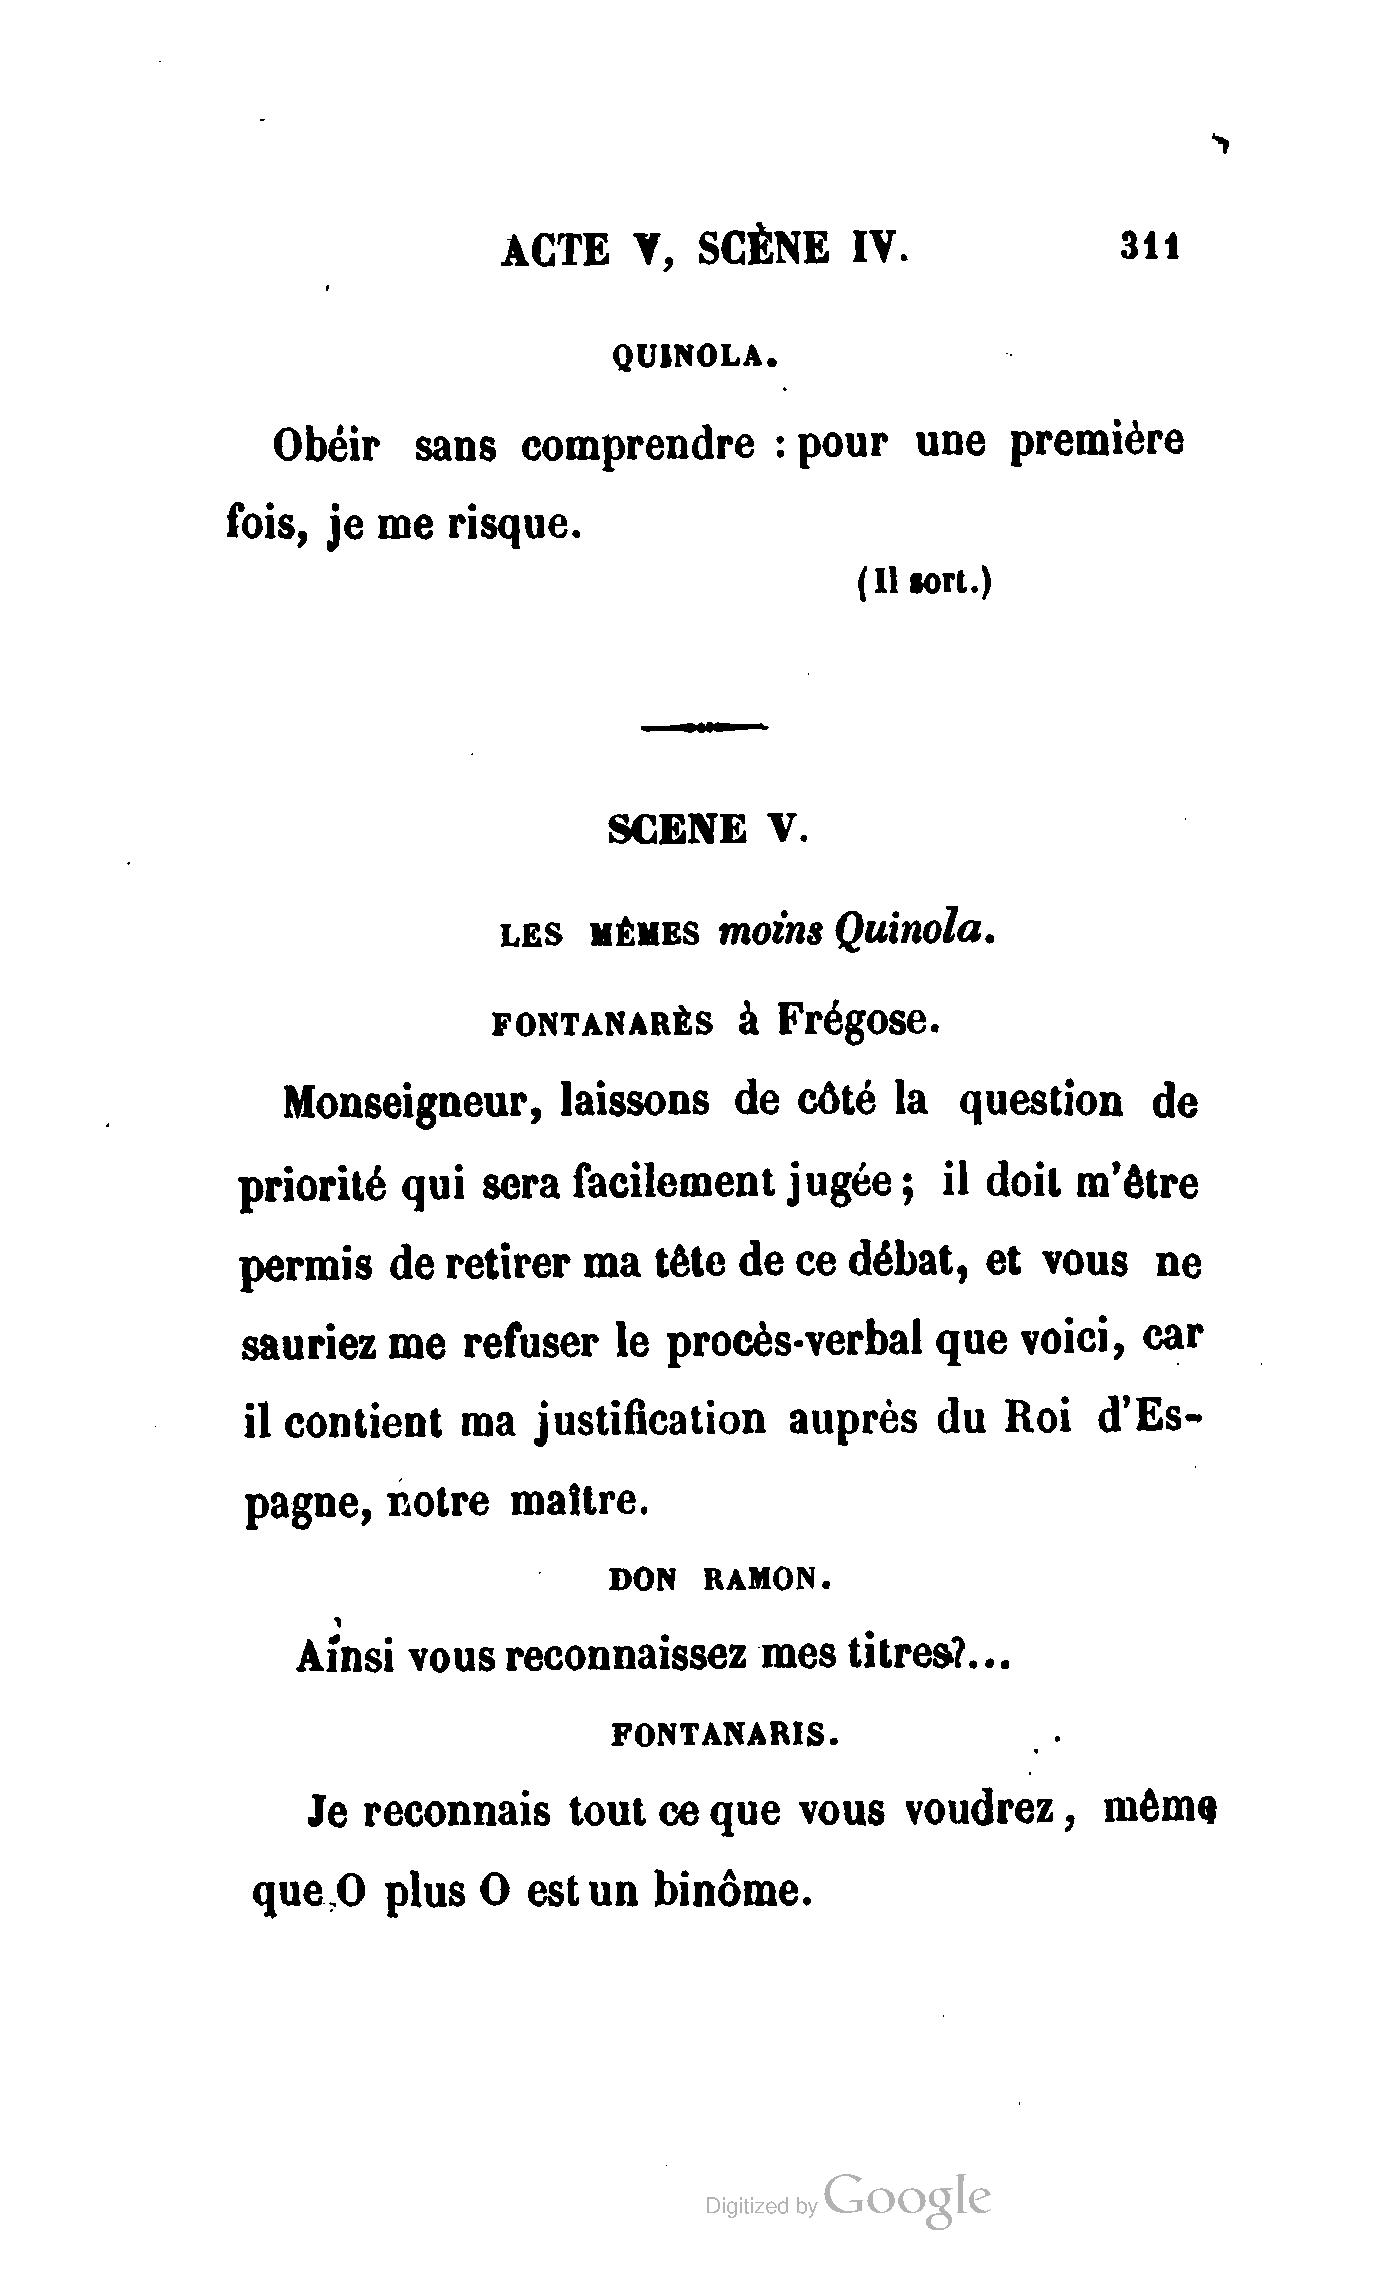 ACTE V, SCÈNE IV. 311
QUINOLA.
Obéir sans comprendre : pour une première
fois, je me risque.
(Il sort.)
SCENE V.
LES MÊMES moins Quinola.
FONTANARÈS à Frégose.
Monseigneur, laissons de côté la question de
priorité qui sera facilement jugée ; il doit m'être
permis de retirer ma tête de ce débat, et vous ne
sauriez me refuser le procès-verbal que voici, car
il contient ma justification auprès du Roi d'Es-
pagne, notre maître.
DON RAMON.
Ainsi vous reconnaissez mes titres?...
FONTANARIS.
Je reconnais tout ce que vous voudrez, même
que O plus O est un binôme.
Digitized by Google